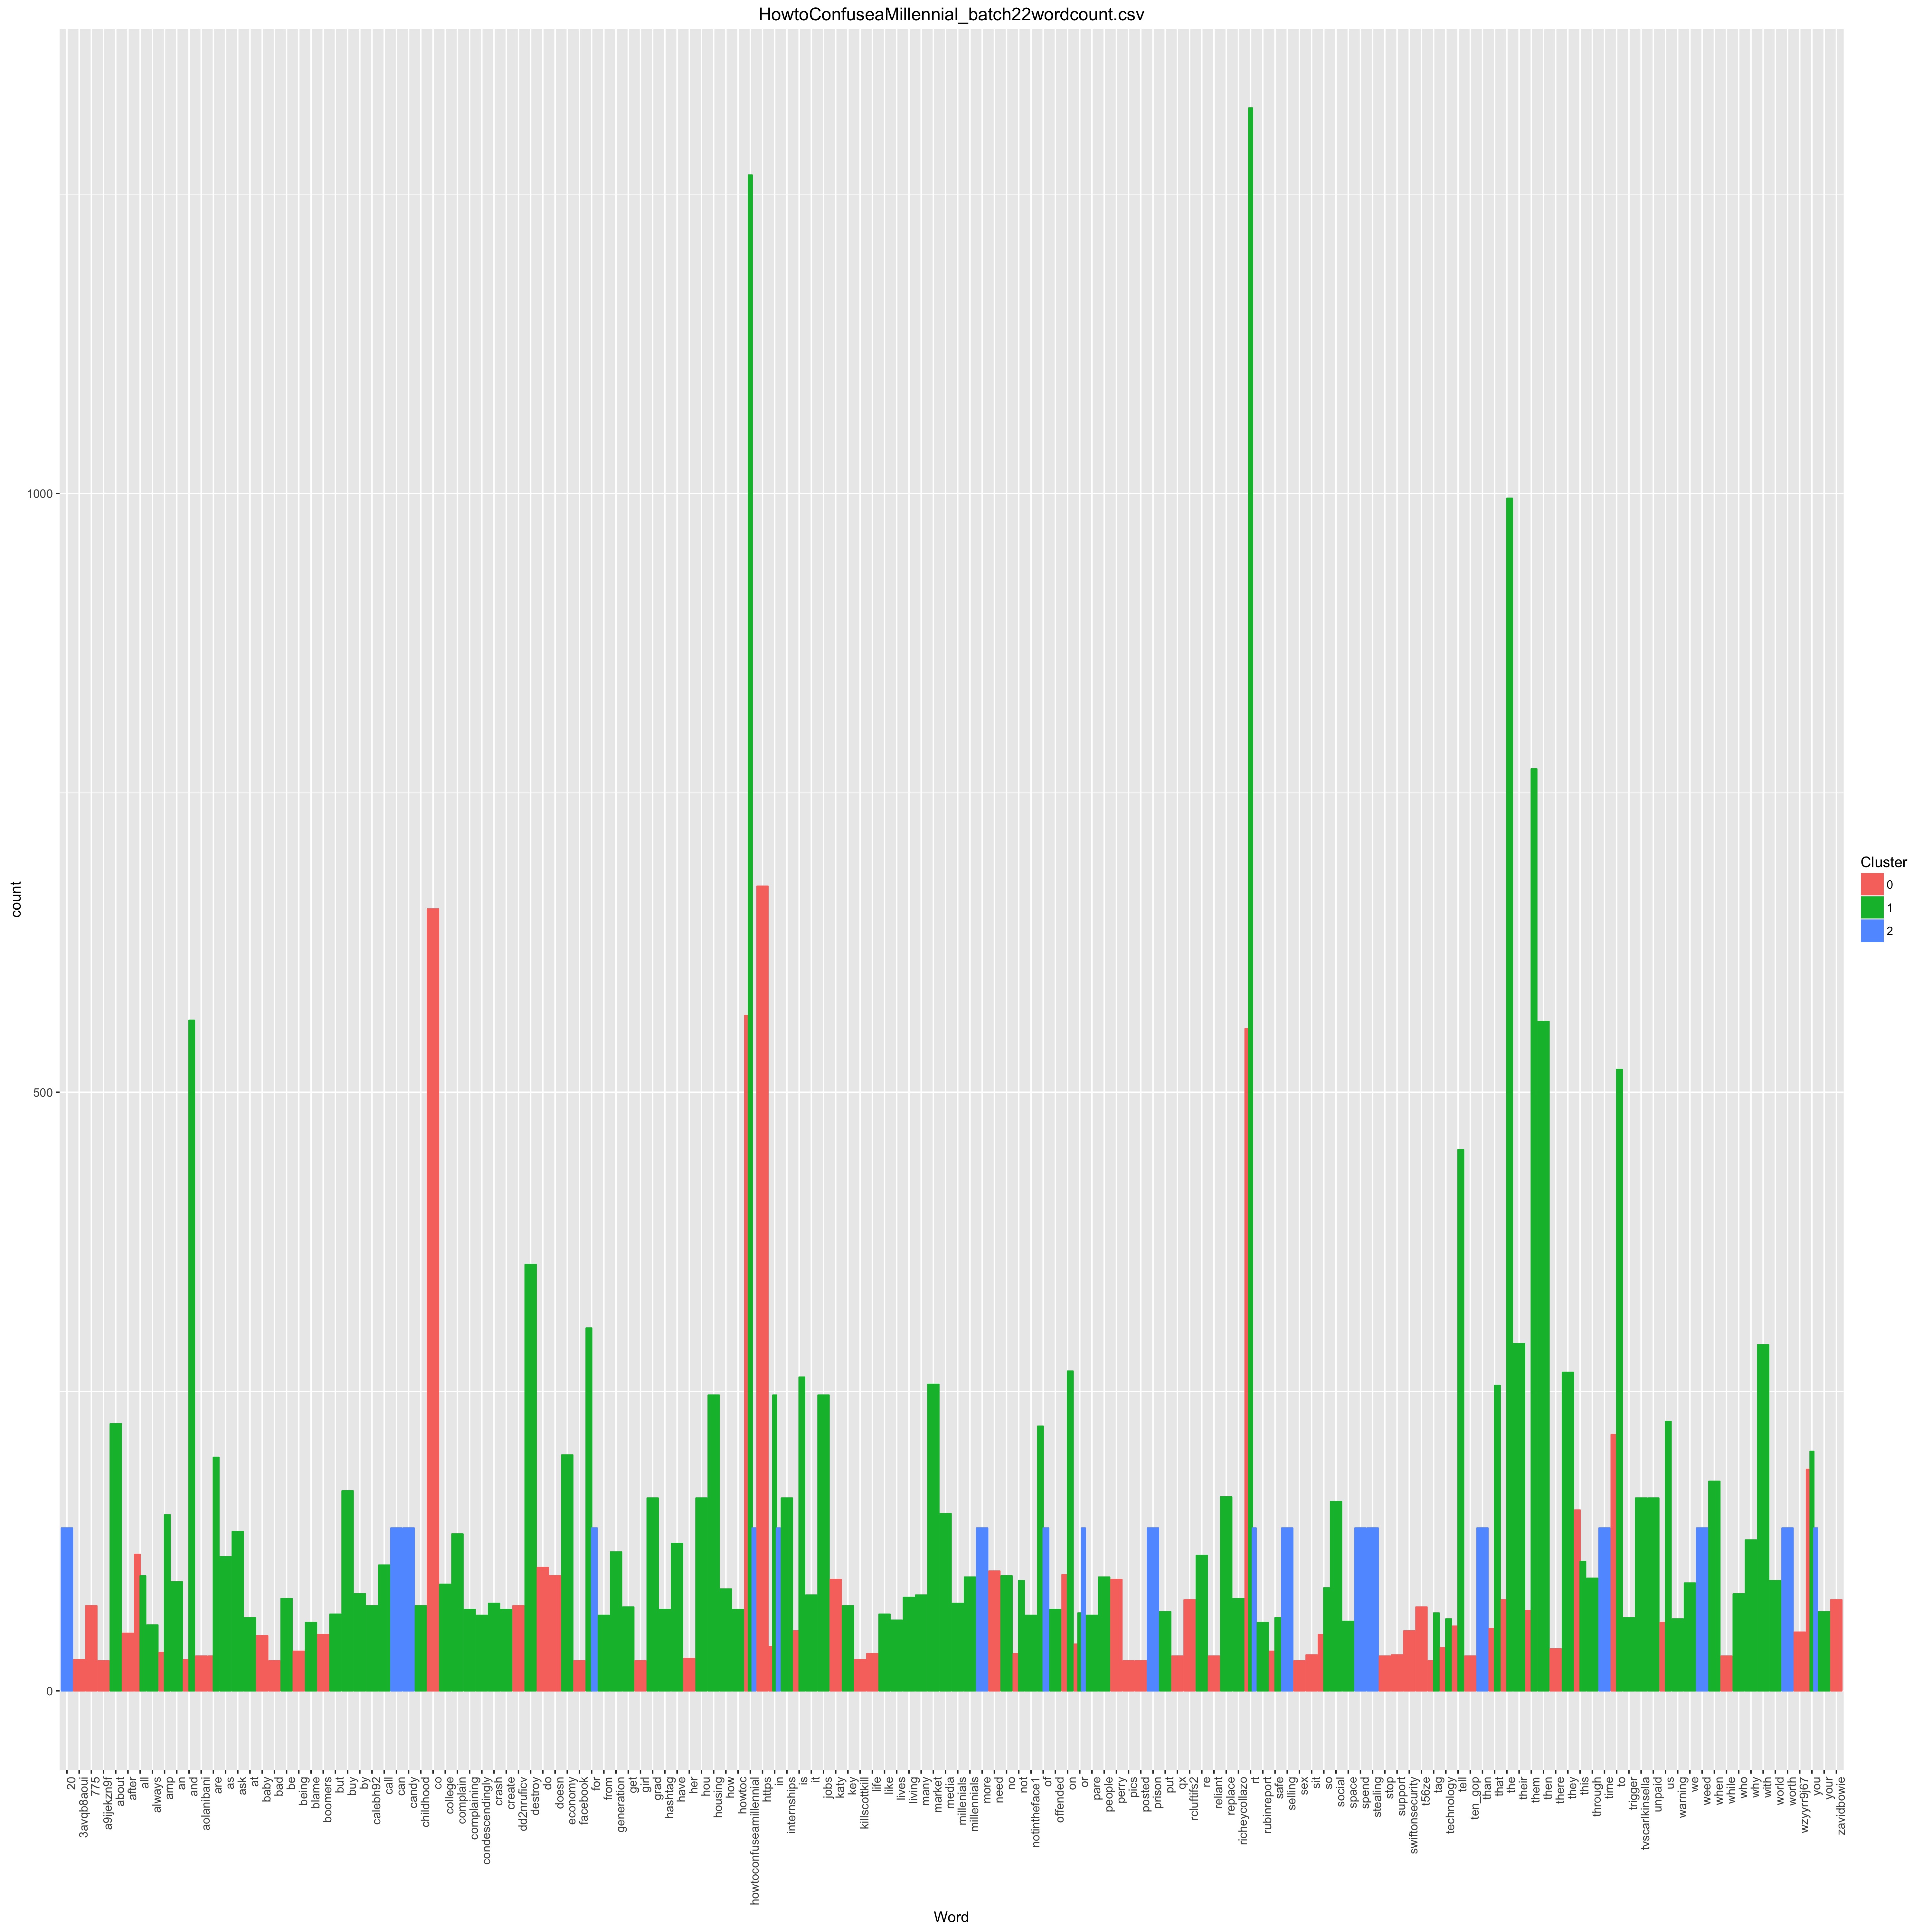 HowtoConfuseaMillennial_batch22wordcount.csv
count
1000
500
0
20
3avqb8aoui
775
a9ijekzn9f
about
after
all
always
amp
an
and
aolanibani
are
as
ask
at
baby
bad
be
being
blame
boomers
but
buy
by
calebh92
call
can
candy
childhood
co
college
complain
complaining
condescendingly
crash
create
dd2nruficv
destroy
do
doesn
economy
facebook
for
from
generation
get
girl
grad
hashtag
have
her
hou
housing
how
howtoc
howtoconfuseamillennial
https
in
internships
is
it
jobs
katy
key
killscottkill
life
like
lives
living
many
market
media
millenials
millennials
more
need
no
not
notintheface1
of
offended
on
or
pare
people
perry
pics
posted
prison
put
qx
rcluftifs2
re
reliant
replace
richeycollazo
rt
rubinreport
safe
selling
sex
sit
so
social
space
spend
stealing
stop
support
swiftonsecurity
t56ze
tag
technology
tell
ten_gop
than
that
the
their
them
then
there
they
this
through
time
to
trigger
tvscarlkinsella
unpaid
us
warning
we
weed
when
while
who
why
with
world
worth
wzyyrr9j67
you
your
zavidbowie
Word
Cluster
0
1
2